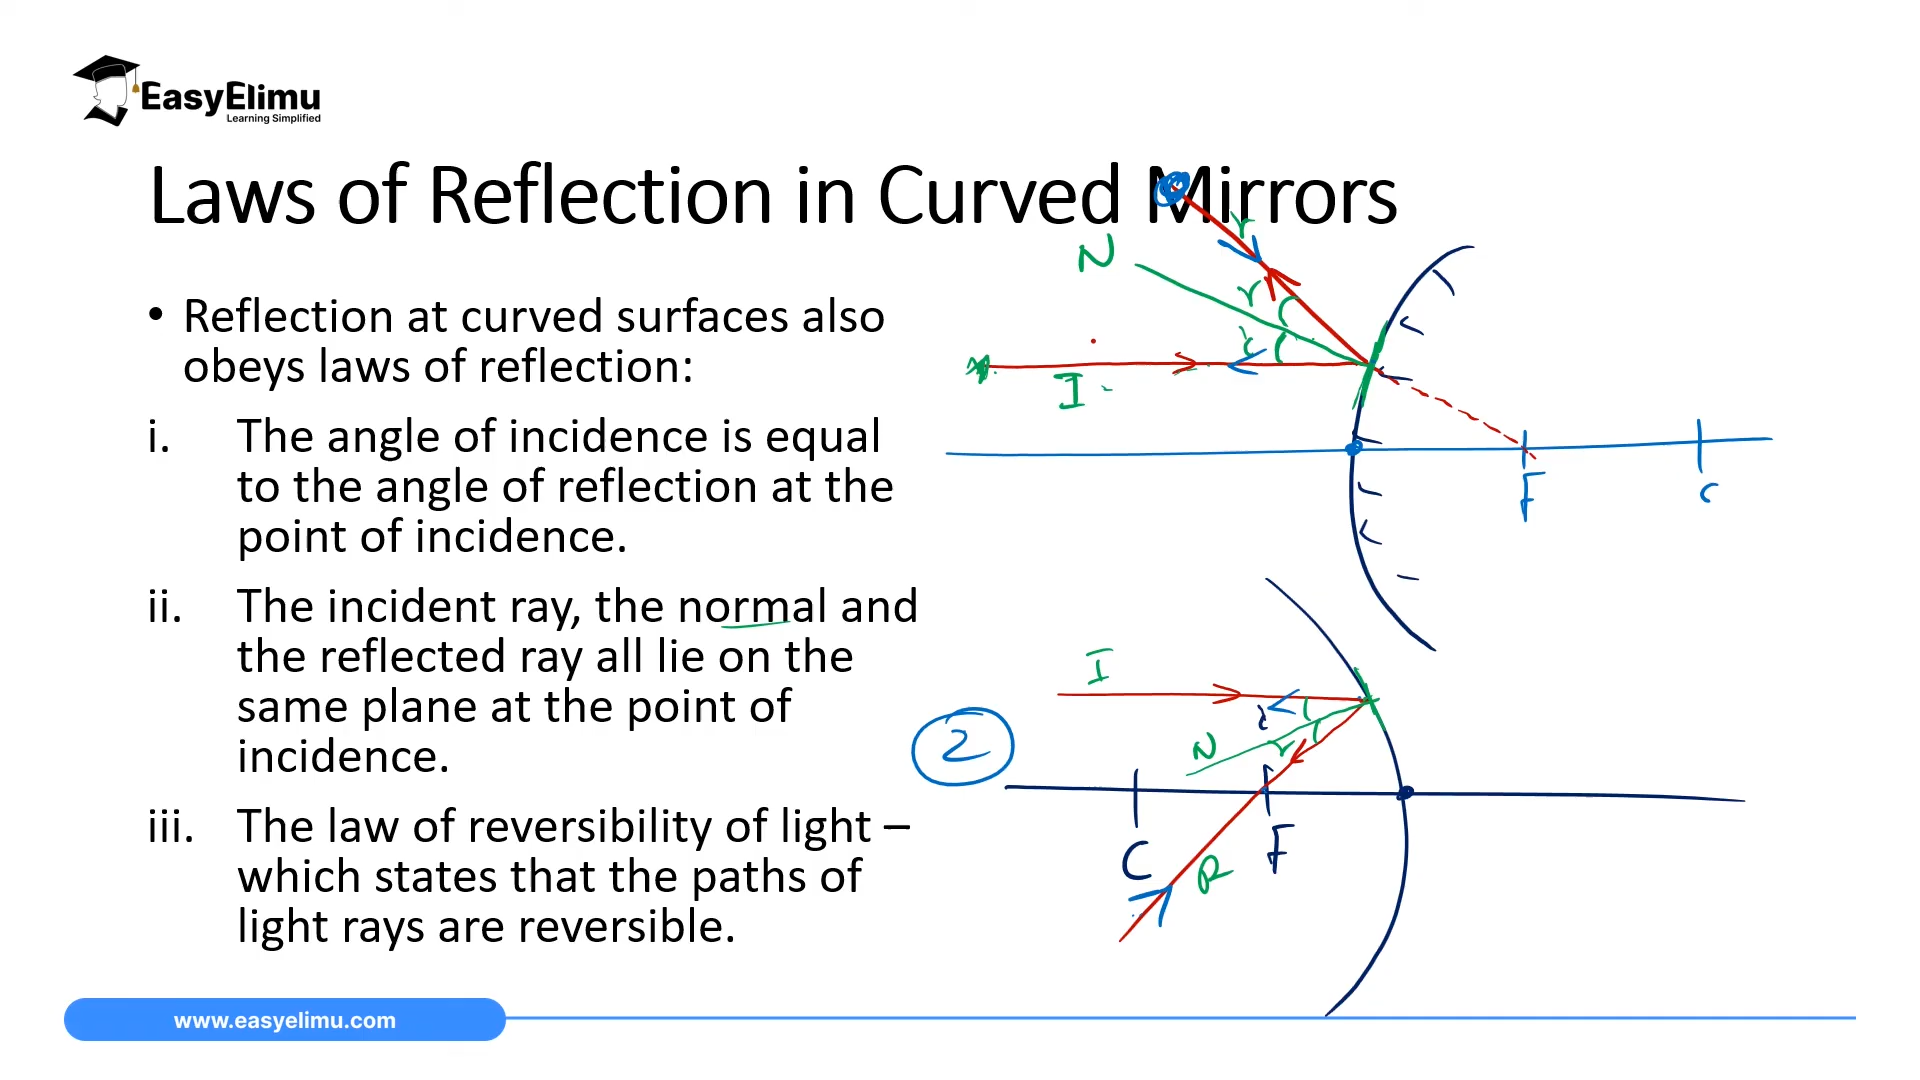 EasyElimu
Learning Simplified
Laws of Reflection in Curved Mirrors
• Reflection at curved surfaces also
obeys laws of reflection:
i. The angle of incidence is equal
to the angle of reflection at the
point of incidence.
ii. The incident ray, the normal and
the reflected ray all lie on the
same plane at the point of
incidence.
iii. The law of reversibility of light –
which states that the paths of
light rays are reversible.
r
N
r
i
I
F
C
I
i
N
r
2
C
F
R
www.easyelimu.com